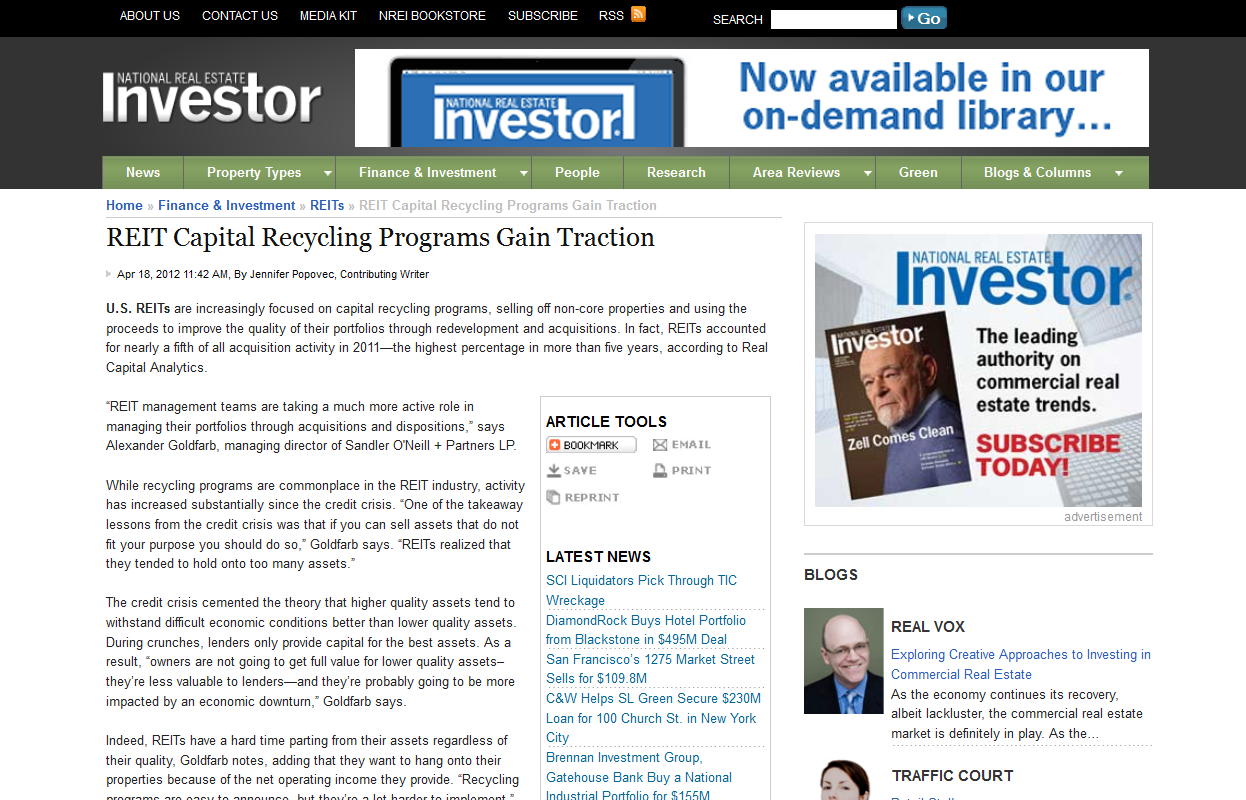 ABOUT US CONTACT US MEDIA KIT NREI BOOKSTORE SUBSCRIBE RSS SEARCH Go
NATIONAL REAL ESTATE
Investor
NATIONAL REAL ESTATE
Investor.
Now available in our
on-demand library...
News Property Types Finance & Investment People Research Area Reviews Green Blogs & Columns
Home » Finance & Investment » REITs » REIT Capital Recycling Programs Gain Traction
REIT Capital Recycling Programs Gain Traction
Apr 18, 2012 11:42 AM, By Jennifer Popovec, Contributing Writer
U.S. REITs are increasingly focused on capital recycling programs, selling off non-core properties and using the
proceeds to improve the quality of their portfolios through redevelopment and acquisitions. In fact, REITs accounted
for nearly a fifth of all acquisition activity in 2011—the highest percentage in more than five years, according to Real
Capital Analytics.
“REIT management teams are taking a much more active role in
managing their portfolios through acquisitions and dispositions,” says
Alexander Goldfarb, managing director of Sandler O'Neill + Partners LP.
While recycling programs are commonplace in the REIT industry, activity
has increased substantially since the credit crisis. “One of the takeaway
lessons from the credit crisis was that if you can sell assets that do not
fit your purpose you should do so,” Goldfarb says. “REITs realized that
they tended to hold onto too many assets.”
The credit crisis cemented the theory that higher quality assets tend to
withstand difficult economic conditions better than lower quality assets.
During crunches, lenders only provide capital for the best assets. As a
result, “owners are not going to get full value for lower quality assets–
they’re less valuable to lenders—and they’re probably going to be more
impacted by an economic downturn,” Goldfarb says.
Indeed, REITs have a hard time parting from their assets regardless of
their quality, Goldfarb notes, adding that they want to hang onto their
properties because of the net operating income they provide. “Recycling
programs are easy to announce, but they’re a lot harder to implement.”
ARTICLE TOOLS
BOOKMARK EMAIL
SAVE PRINT
REPRINT
LATEST NEWS
SCI Liquidators Pick Through TIC
Wreckage
DiamondRock Buys Hotel Portfolio
from Blackstone in $495M Deal
San Francisco’s 1275 Market Street
Sells for $109.8M
C&W Helps SL Green Secure $230M
Loan for 100 Church St. in New York
City
Brennan Investment Group,
Gatehouse Bank Buy a National
Industrial Portfolio for $155M
NATIONAL REAL ESTATE
Investor.
Investor
Zell Comes Clean
The leading
authority on
commercial real
estate trends.
SUBSCRIBE
TODAY!
advertisement
BLOGS
REAL VOX
Exploring Creative Approaches to Investing in
Commercial Real Estate
As the economy continues its recovery,
albeit lackluster, the commercial real estate
market is definitely in play. As the...
TRAFFIC COURT